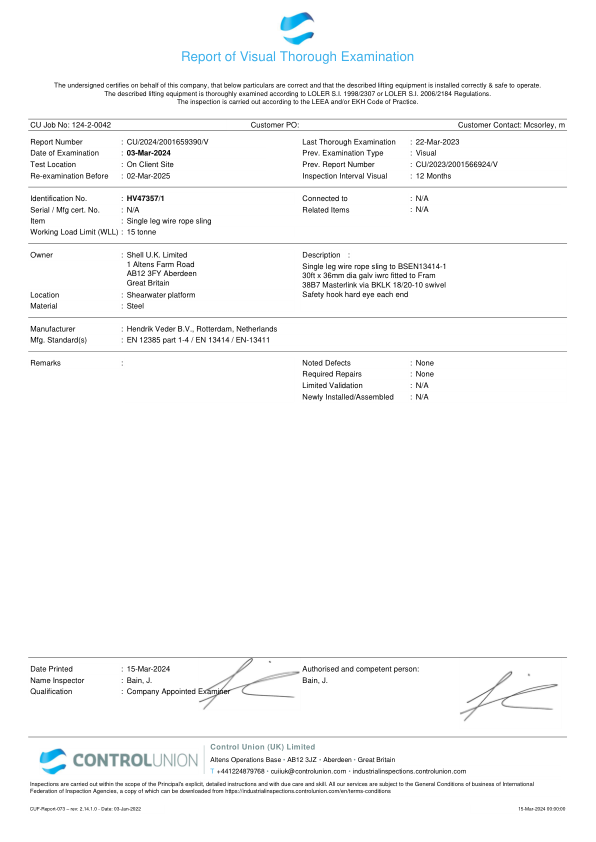 Report of Visual Thorough Examination
The undersigned certifies on behalf of this company, that below particulars are correct and that the described lifting equipment is installed correctly & safe to operate.
The described lifting equipment is thoroughly examined according to LOLER S.I. 1998/2307 or LOLER S.I. 2006/2184 Regulations.
The inspection is carried out according to the LEEA and/or EKH Code of Practice.
CU Job No: 124-2-0042 Customer PO: Customer Contact: Mcsorley, m
Report Number : CU/2024/2001659390/V Last Thorough Examination : 22-Mar-2023
Date of Examination : 03-Mar-2024 Prev. Examination Type : Visual
Test Location : On Client Site Prev. Report Number : CU/2023/2001566924/V
Re-examination Before : 02-Mar-2025 Inspection Interval Visual : 12 Months
Identification No. : HV47357/1 Connected to : N/A
Serial / Mfg cert. No. : N/A Related Items : N/A
Item : Single leg wire rope sling
Working Load Limit (WLL) : 15 tonne
Owner : Shell U.K. Limited Description :
1 Altens Farm Road Single leg wire rope sling to BSEN13414-1
AB12 3FY Aberdeen 30ft x 36mm dia galv iwrc fitted to Fram
Great Britain 38B7 Masterlink via BKLK 18/20-10 swivel
Location : Shearwater platform Safety hook hard eye each end
Material : Steel
Manufacturer : Hendrik Veder B.V., Rotterdam, Netherlands
Mfg. Standard(s) : EN 12385 part 1-4 / EN 13414 / EN-13411
Remarks : Noted Defects : None
Required Repairs : None
Limited Validation : N/A
Newly Installed/Assembled : N/A
Date Printed : 15-Mar-2024 Authorised and competent person:
Name Inspector : Bain, J. Bain, J.
Qualification : Company Appointed Examiner
CONTROLUNION
Control Union (UK) Limited
Altens Operations Base - AB12 3JZ - Aberdeen - Great Britain
T +441224879768 - cuiiuk@controlunion.com - industrialinspections.controlunion.com
Inspections are carried out within the scope of the Principal's explicit, detailed instructions and with due care and skill. All our services are subject to the General Conditions of business of International
Federation of Inspection Agencies, a copy of which can be downloaded from https://industrialinspections.controlunion.com/en/terms-conditions
CUF-Report-073 – rev: 2.14.1.0 - Date: 03-Jun-2022 15-Mar-2024 00:00:00